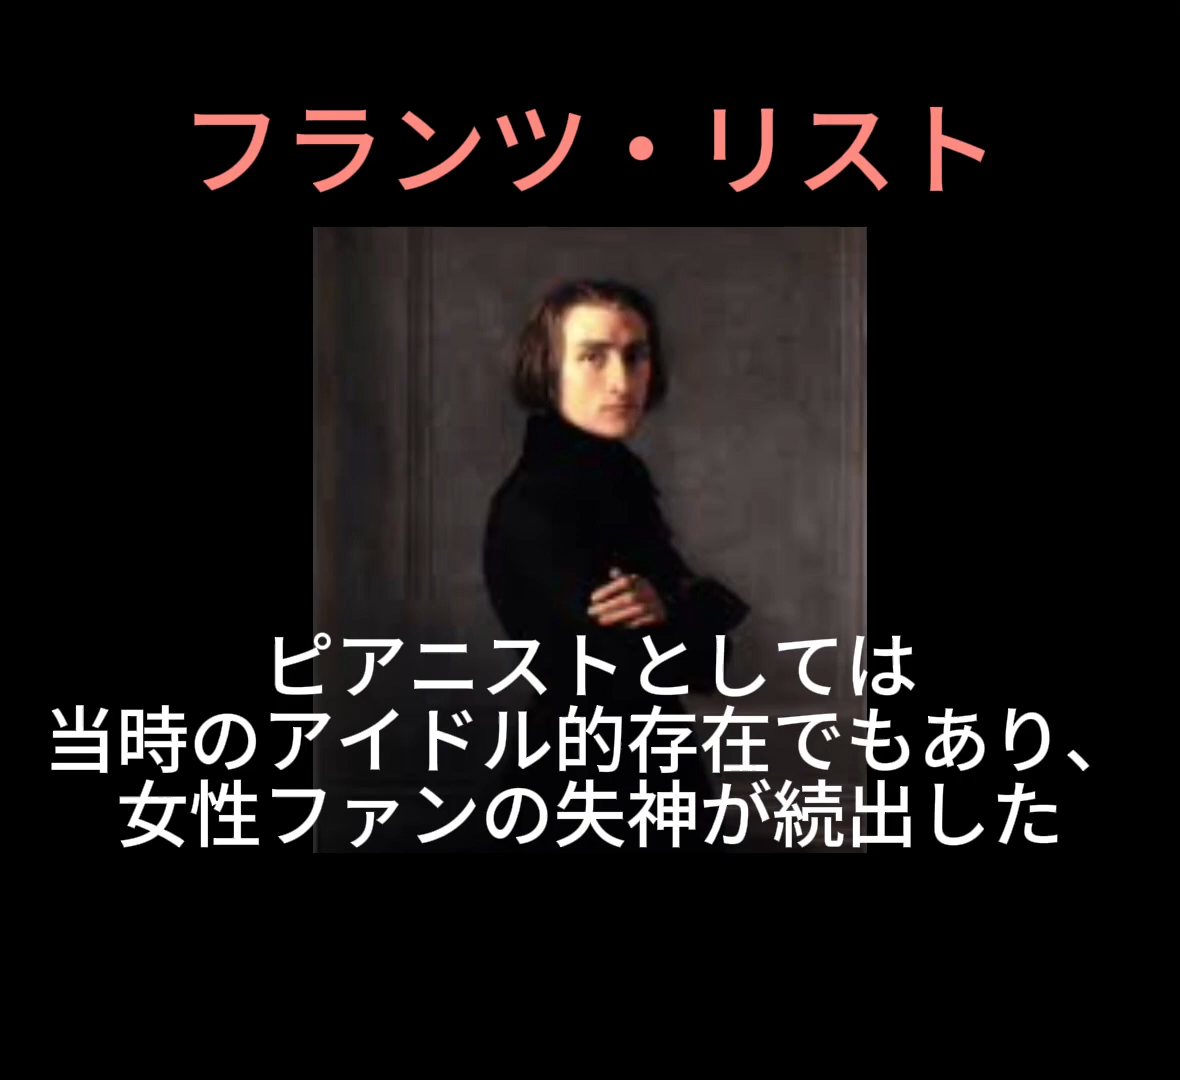 フランツ・リスト
ピアニストとしては
当時のアイドル的存在でもあり、
女性ファンの失神が続出した